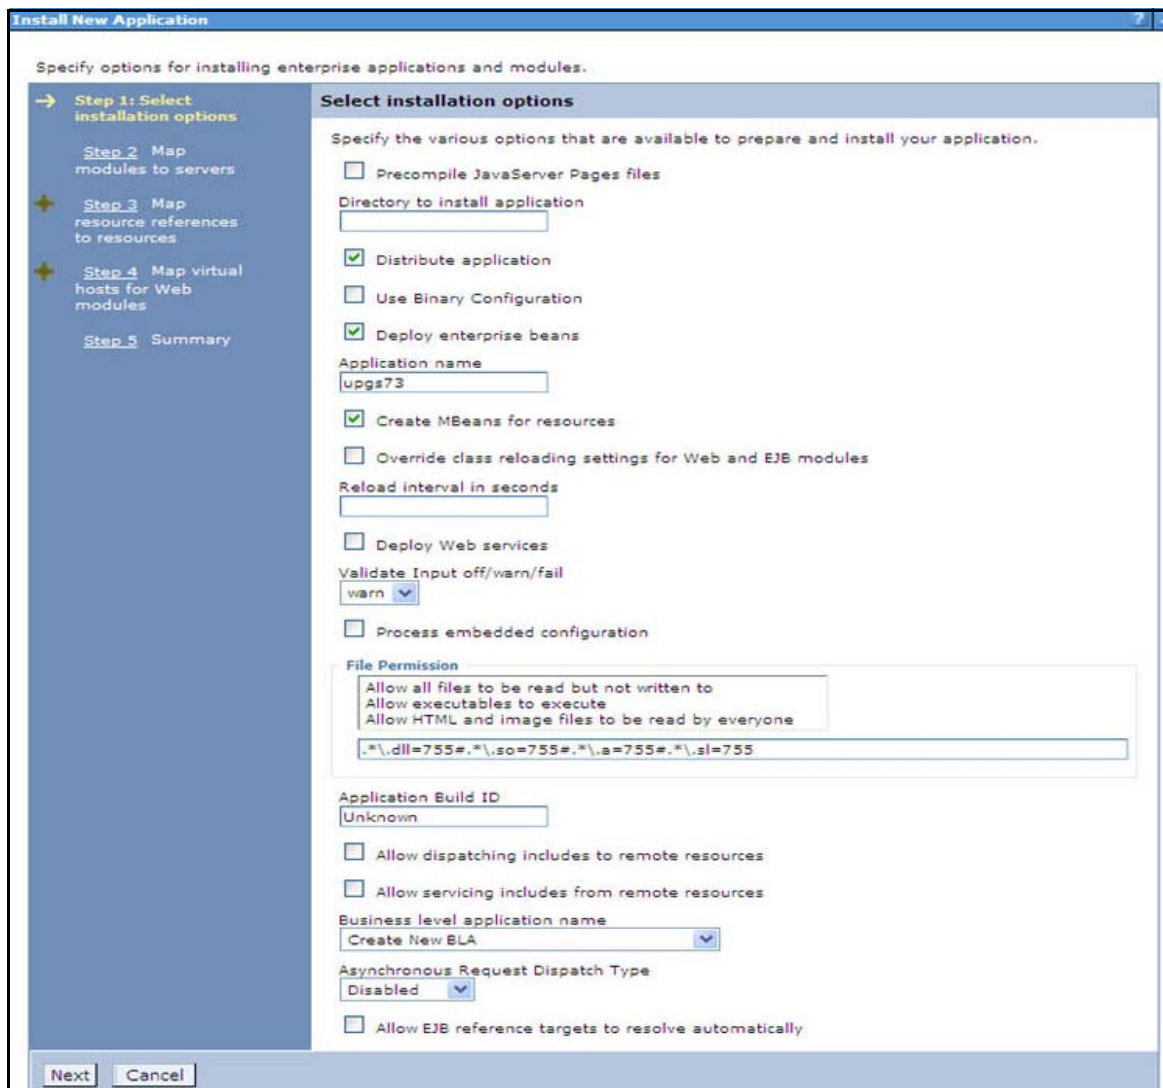 Install New Application
?
Specify options for installing enterprise applications and modules.
Step 1: Select
installation options
Step 2 Map
modules to servers
Step 3 Map
resource references
to resources
Step 4 Map virtual
hosts for Web
modules
Step 5 Summary
Select installation options
Specify the various options that are available to prepare and install your application.
Precompile JavaServer Pages files
Directory to install application
Distribute application
Use Binary Configuration
Deploy enterprise beans
Application name
upgs73
Create MBeans for resources
Override class reloading settings for Web and EJB modules
Reload interval in seconds
Deploy Web services
Validate Input off/warn/fail
warn
Process embedded configuration
File Permission
Allow all files to be read but not written to
Allow executables to execute
Allow HTML and image files to be read by everyone
.*\.dll=755#.*\.so=755#.*\.a=755#.*\.sl=755
Application Build ID
Unknown
Allow dispatching includes to remote resources
Allow servicing includes from remote resources
Business level application name
Create New BLA
Asynchronous Request Dispatch Type
Disabled
Allow EJB reference targets to resolve automatically
Next Cancel